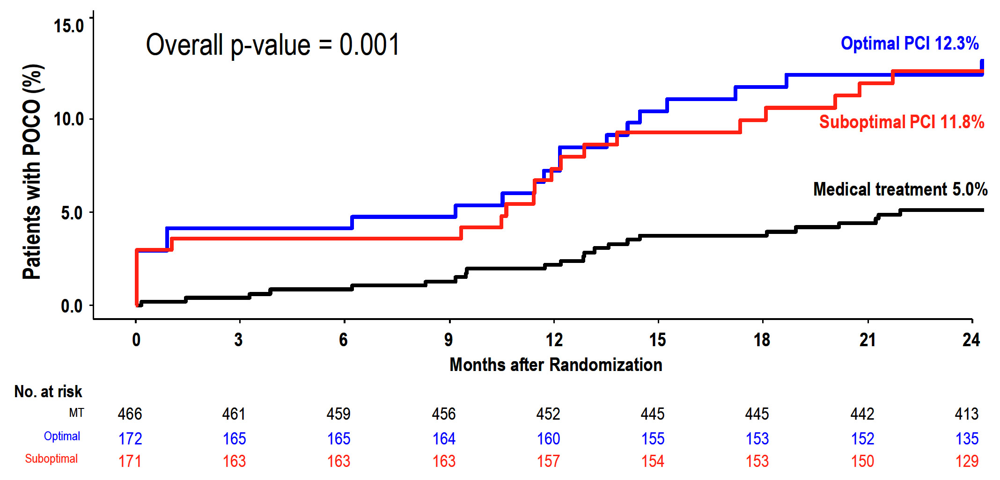 15.0
Overall p-value = 0.001
Optimal PCI 12.3%
Patients with POCO (%)
10.0
Suboptimal PCI 11.8%
Medical treatment 5.0%
5.0
0.0
0 3 6 9 12 15 18 21 24
Months after Randomization
No. at risk
MT 466 461 459 456 452 445 445 442 413
Optimal 172 165 165 164 160 155 153 152 135
Suboptimal 171 163 163 163 157 154 153 150 129